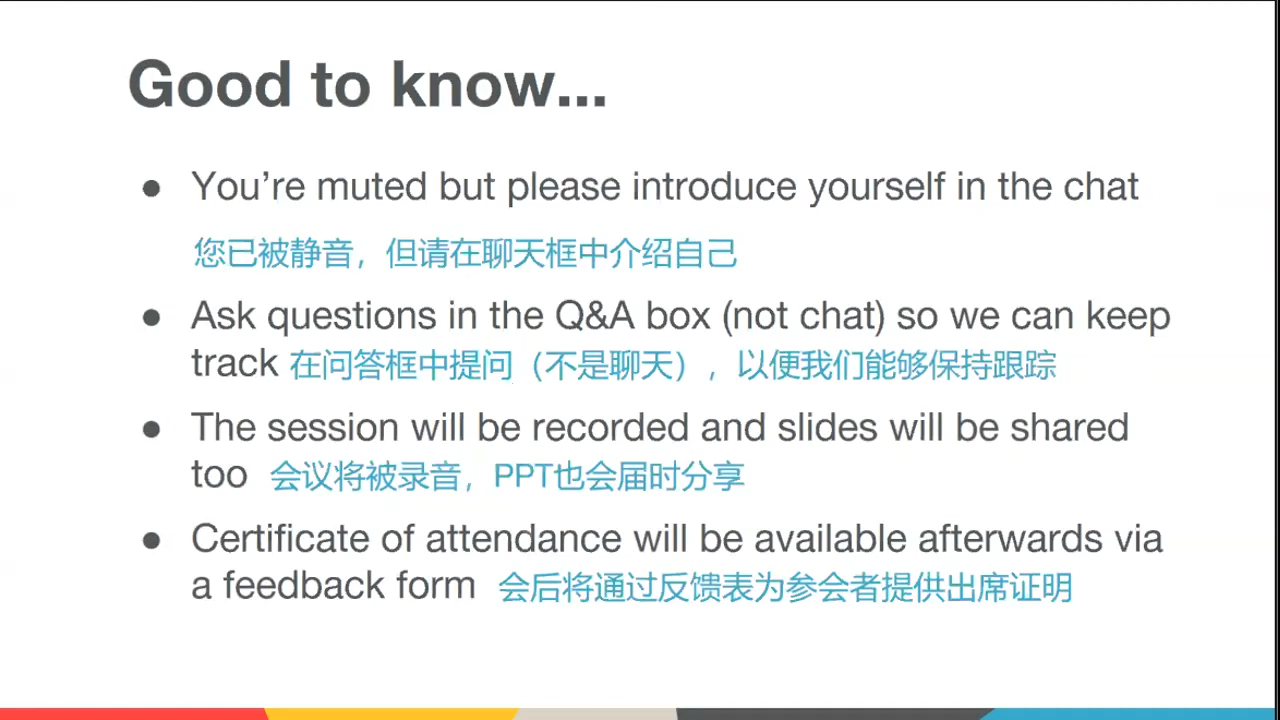 Good to know...
● You're muted but please introduce yourself in the chat
您已被静音，但请在聊天框中介绍自己
● Ask questions in the Q&A box (not chat) so we can keep
track 在问答框中提问（不是聊天），以便我们能够保持跟踪
● The session will be recorded and slides will be shared
too 会议将被录音，PPT也会届时分享
● Certificate of attendance will be available afterwards via
a feedback form 会后将通过反馈表为参会者提供出席证明